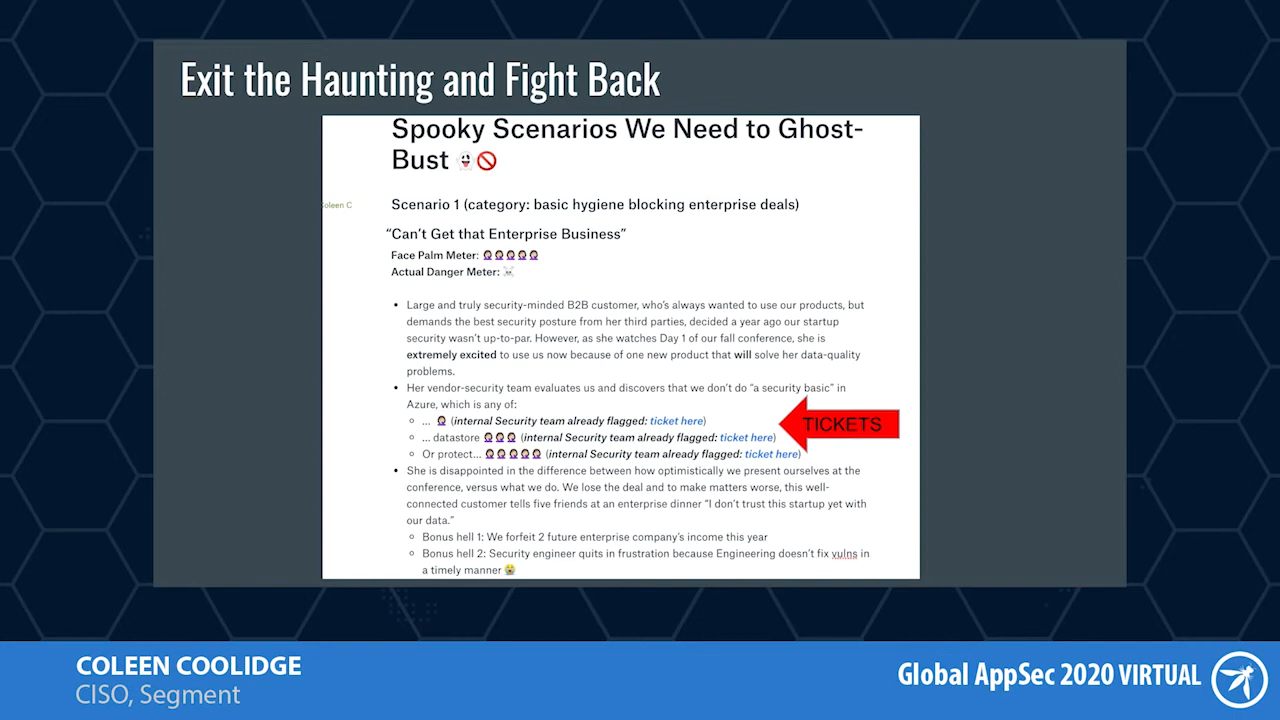 Exit the Haunting and Fight Back
Spooky Scenarios We Need to Ghost-
Bust 👻🚫
Coleen C
Scenario 1 (category: basic hygiene blocking enterprise deals)
“Can’t Get that Enterprise Business”
Face Palm Meter: 🤦🏻‍♀️🤦🏻‍♀️🤦🏻‍♀️🤦🏻‍♀️🤦🏻‍♀️
Actual Danger Meter: ☠️
• Large and truly security-minded B2B customer, who’s always wanted to use our products, but
demands the best security posture from her third parties, decided a year ago our startup
security wasn’t up-to-par. However, as she watches Day 1 of our fall conference, she is
extremely excited to use us now because of one new product that will solve her data-quality
problems.
• Her vendor-security team evaluates us and discovers that we don’t do “a security basic” in
Azure, which is any of:
○ ... 🤦🏻‍♀️ (internal Security team already flagged: ticket here)
○ ... datastore 🤦🏻‍♀️🤦🏻‍♀️🤦🏻‍♀️ (internal Security team already flagged: ticket here)
○ Or protect... 🤦🏻‍♀️🤦🏻‍♀️🤦🏻‍♀️🤦🏻‍♀️🤦🏻‍♀️ (internal Security team already flagged: ticket here)
TICKETS
• She is disappointed in the difference between how optimistically we present ourselves at the
conference, versus what we do. We lose the deal and to make matters worse, this well-
connected customer tells five friends at an enterprise dinner “I don’t trust this startup yet with
our data.”
○ Bonus hell 1: We forfeit 2 future enterprise company’s income this year
○ Bonus hell 2: Security engineer quits in frustration because Engineering doesn’t fix vulns in
a timely manner 😭
COLEEN COOLIDGE
CISO, Segment
Global AppSec 2020 VIRTUAL